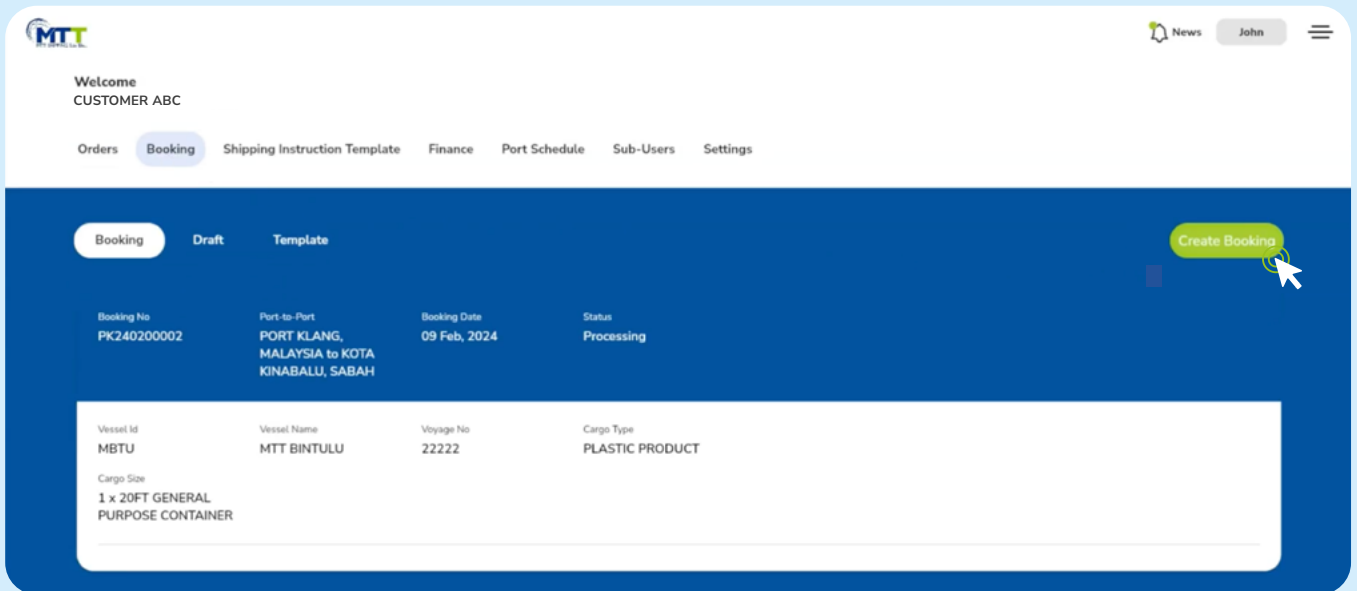 MTT
News
John
Welcome
CUSTOMER ABC
Orders
Booking
Shipping Instruction Template
Finance
Port Schedule
Sub-Users
Settings
Booking
Draft
Template
Create Booking
Booking No
PK240200002
Port-to-Port
PORT KLANG,
MALAYSIA to KOTA
KINABALU, SABAH
Booking Date
09 Feb, 2024
Status
Processing
Vessel Id
MBTU
Vessel Name
MTT BINTULU
Voyage No
22222
Cargo Type
PLASTIC PRODUCT
Cargo Size
1 x 20FT GENERAL
PURPOSE CONTAINER